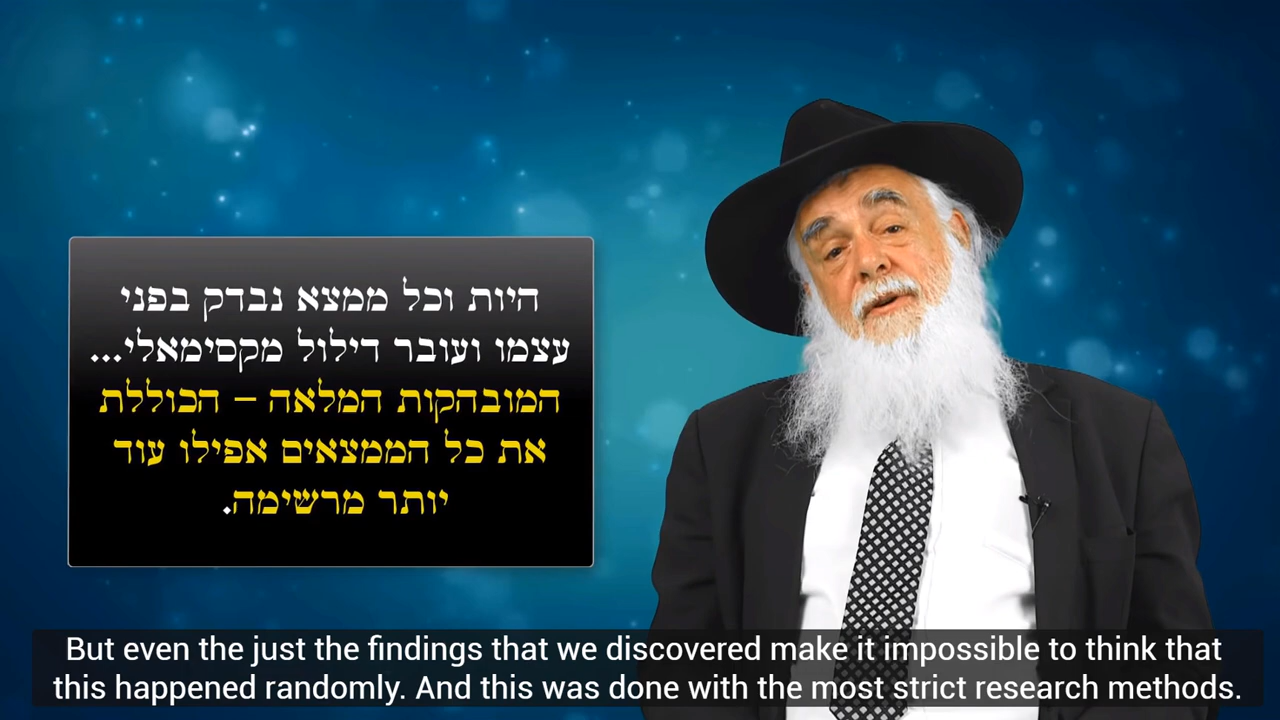 היות וכל ממצא נבדק בפני
עצמו ועובר דילול מקסימאלי...
המובהקות המלאה – הכוללת
את כל הממצאים אפילו עוד
יותר מרשימה.
But even the just the findings that we discovered make it impossible to think that
this happened randomly. And this was done with the most strict research methods.